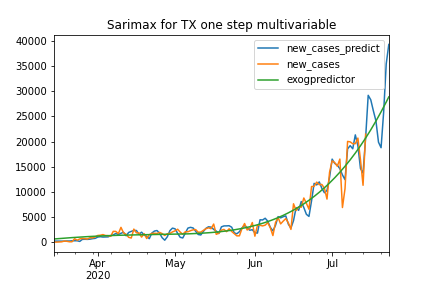 Sarimax for TX one step multivariable
new_cases_predict
new_cases
exogpredictor
40000
35000
30000
25000
20000
15000
10000
5000
0
Apr
2020
May
Jun
Jul